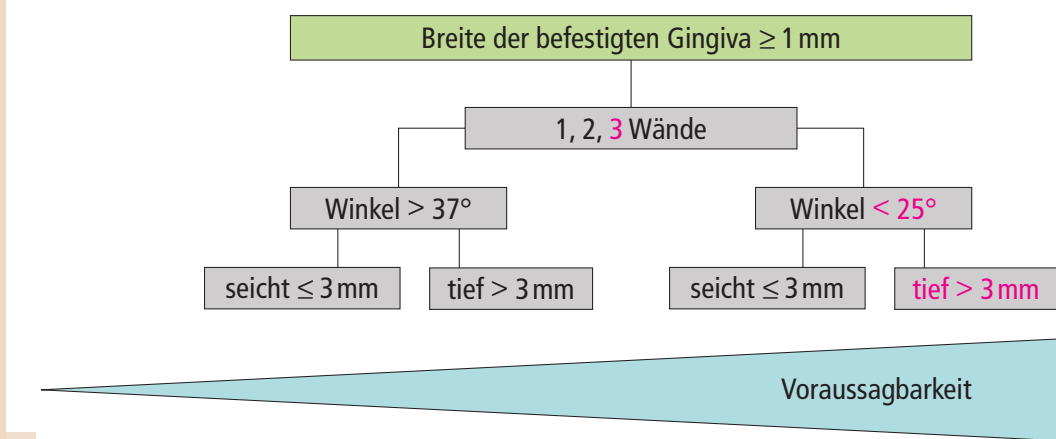 Breite der befestigten Gingiva ≥ 1 mm
1, 2, 3 Wände
Winkel > 37°
Winkel < 25°
seicht ≤ 3 mm
tief > 3 mm
seicht ≤ 3 mm
tief > 3 mm
Voraussagbarkeit